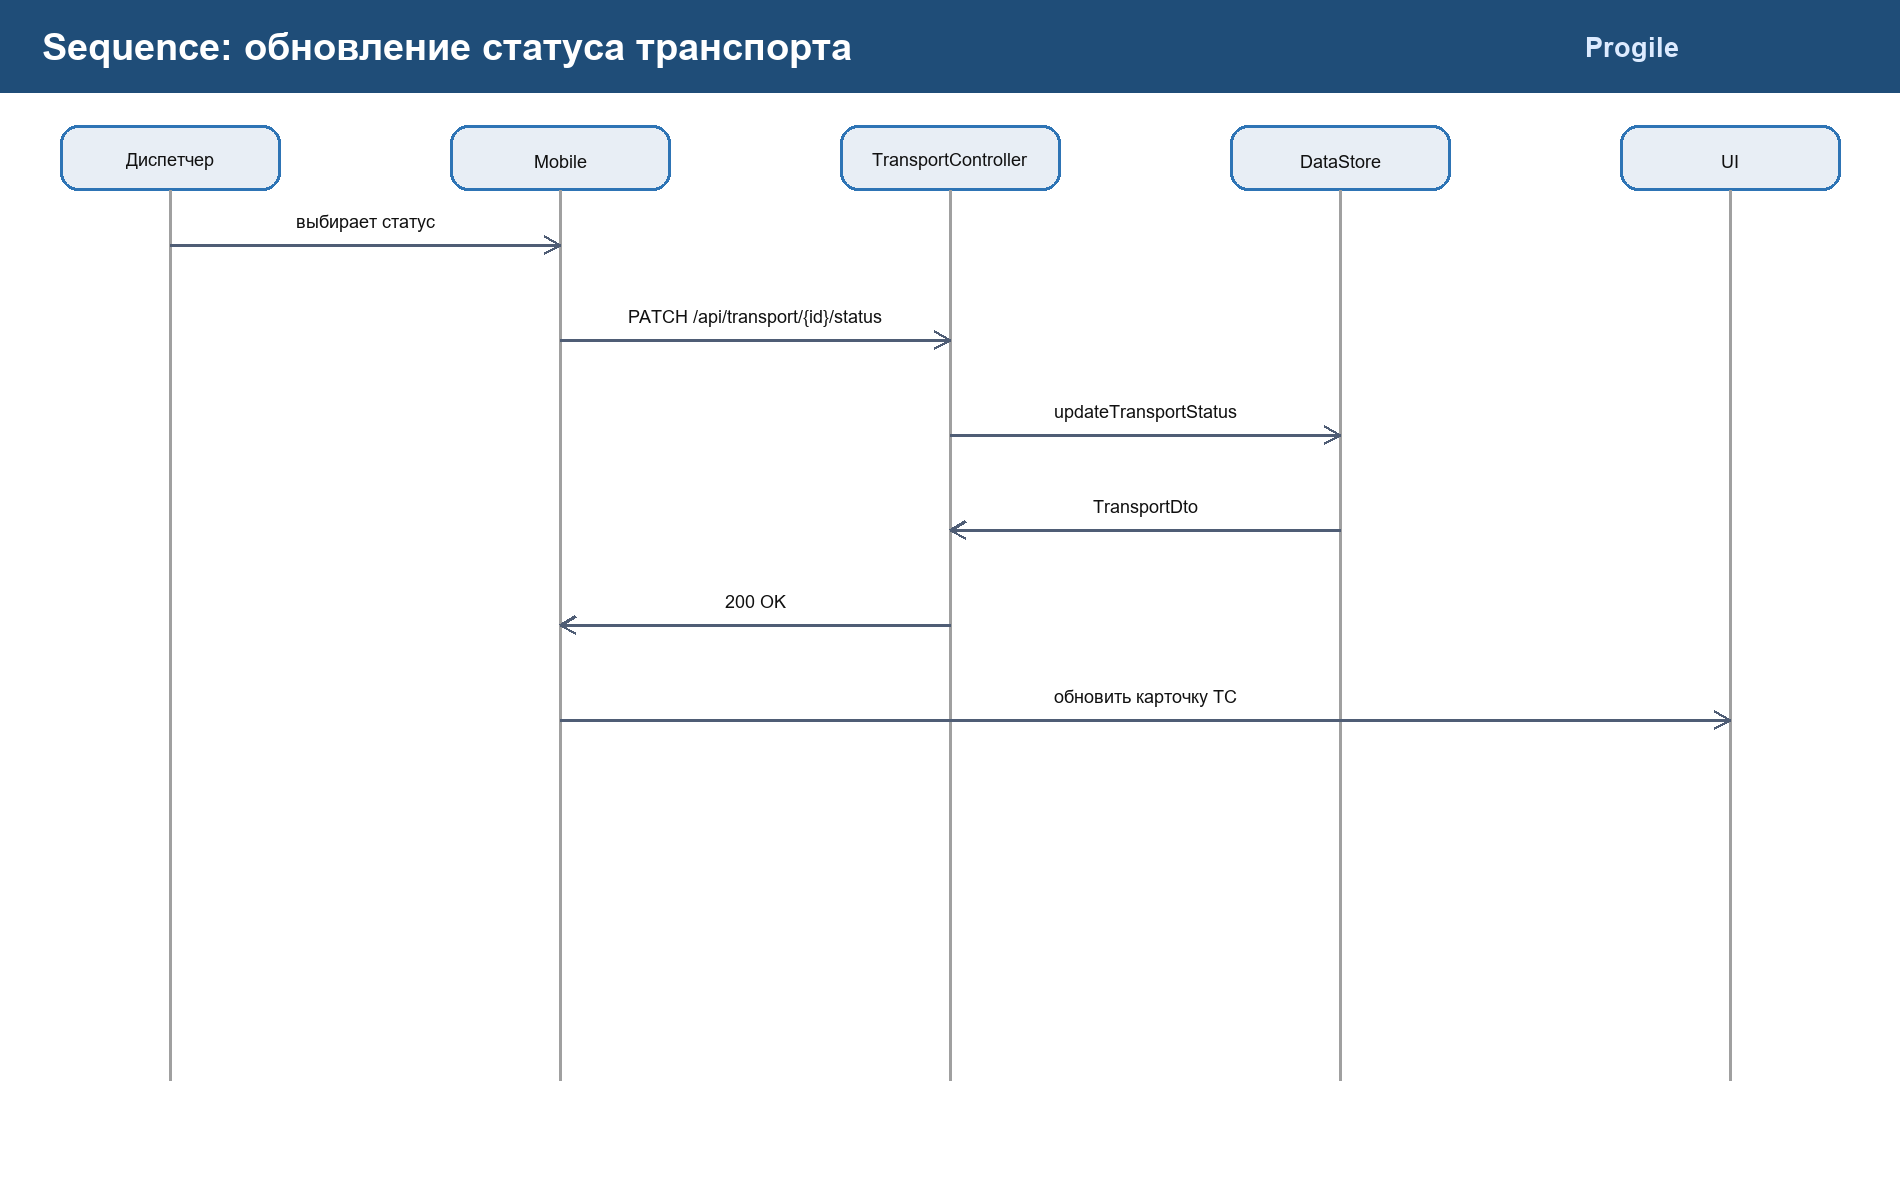 Sequence: обновление статуса транспорта
Progile
Диспетчер
Mobile
TransportController
DataStore
UI
выбирает статус
PATCH /api/transport/{id}/status
updateTransportStatus
TransportDto
200 OK
обновить карточку ТС